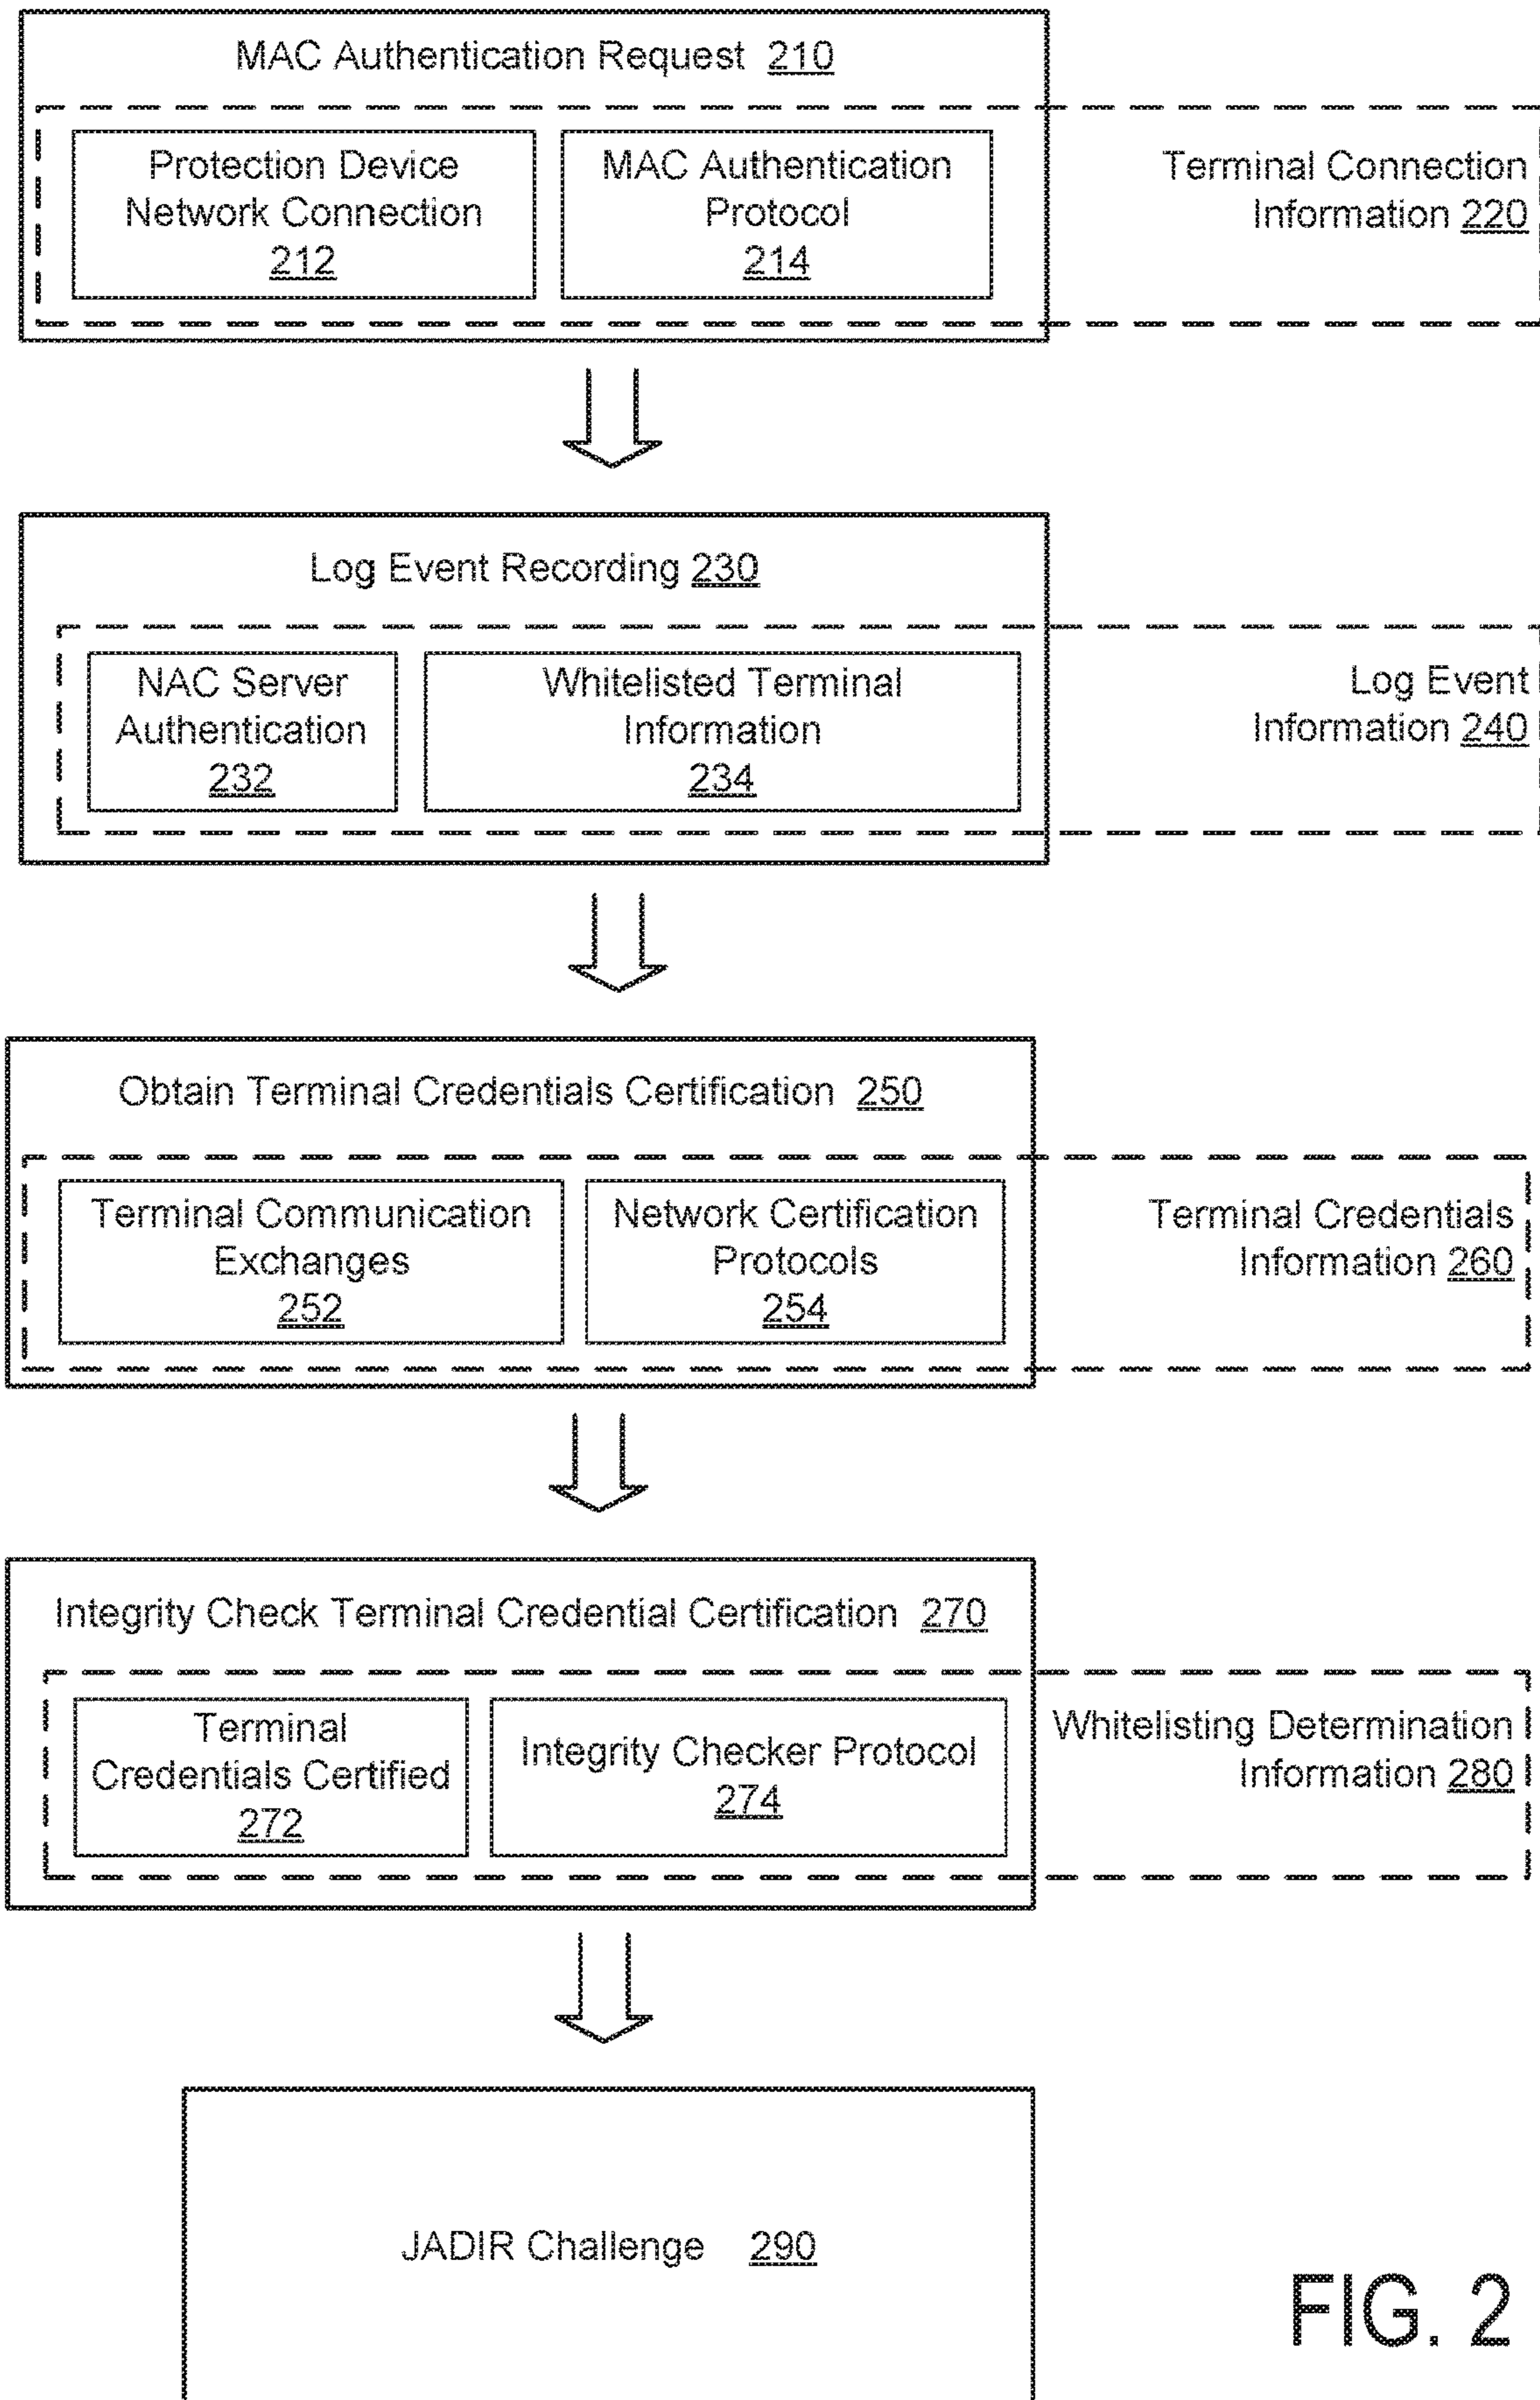 MAC Authentication Request 210
Protection Device
Network Connection
212
MAC Authentication
Protocol
214
Terminal Connection
Information 220
Log Event Recording 230
NAC Server
Authentication
232
Whitelisted Terminal
Information
234
Log Event
Information 240
Obtain Terminal Credentials Certification 250
Terminal Communication
Exchanges
252
Network Certification
Protocols
254
Terminal Credentials
Information 260
Integrity Check Terminal Credential Certification 270
Terminal
Credentials Certified
272
Integrity Checker Protocol
274
Whitelisting Determination
Information 280
JADIR Challenge 290
FIG. 2